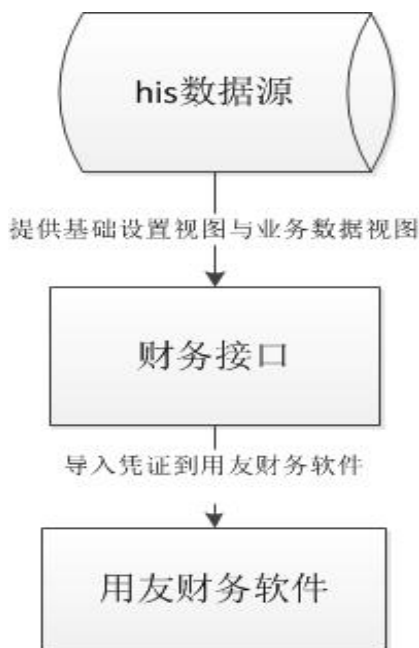 his数据源
提供基础设置视图与业务数据视图
财务接口
导入凭证到用友财务软件
用友财务软件